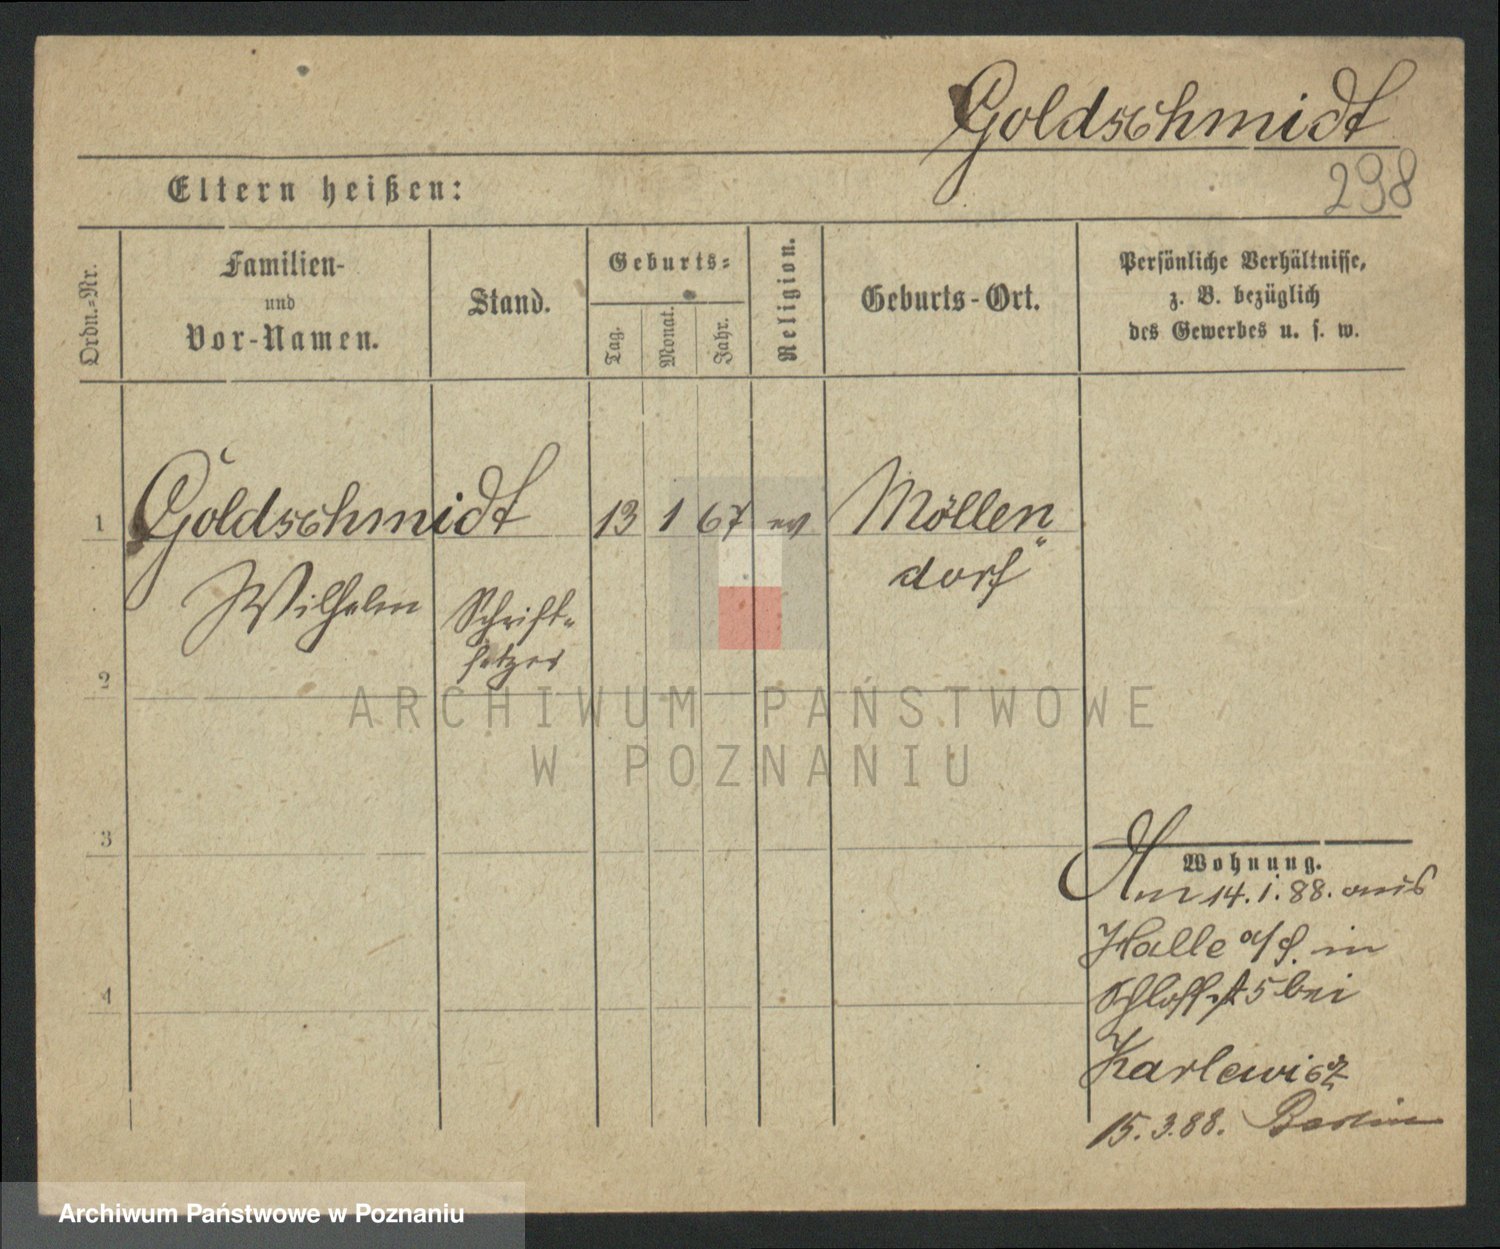 Goldschmidt
298
Eltern heißen:
Ordn.-Nr.
Familien-
und
Vor-Namen.
Stand.
Geburts-
Tag.
Monat.
Jahr.
Religion.
Geburts-Ort.
Persönliche Verhältnisse,
z. B. bezüglich
des Gewerbes u. s. w.
1 Goldschmidt 13 1 67 ev Möllen
dorf
Wilhelm Schrift-
setzer
2
ARCHIWUM PAŃSTWOWE
W POZNANIU
3
Wohnung.
Am 14.1.88. aus
Halle a/S. in
4
Schloßst 5 bei
Karlewicz
15.3.88. Berlin
Archiwum Państwowe w Poznaniu